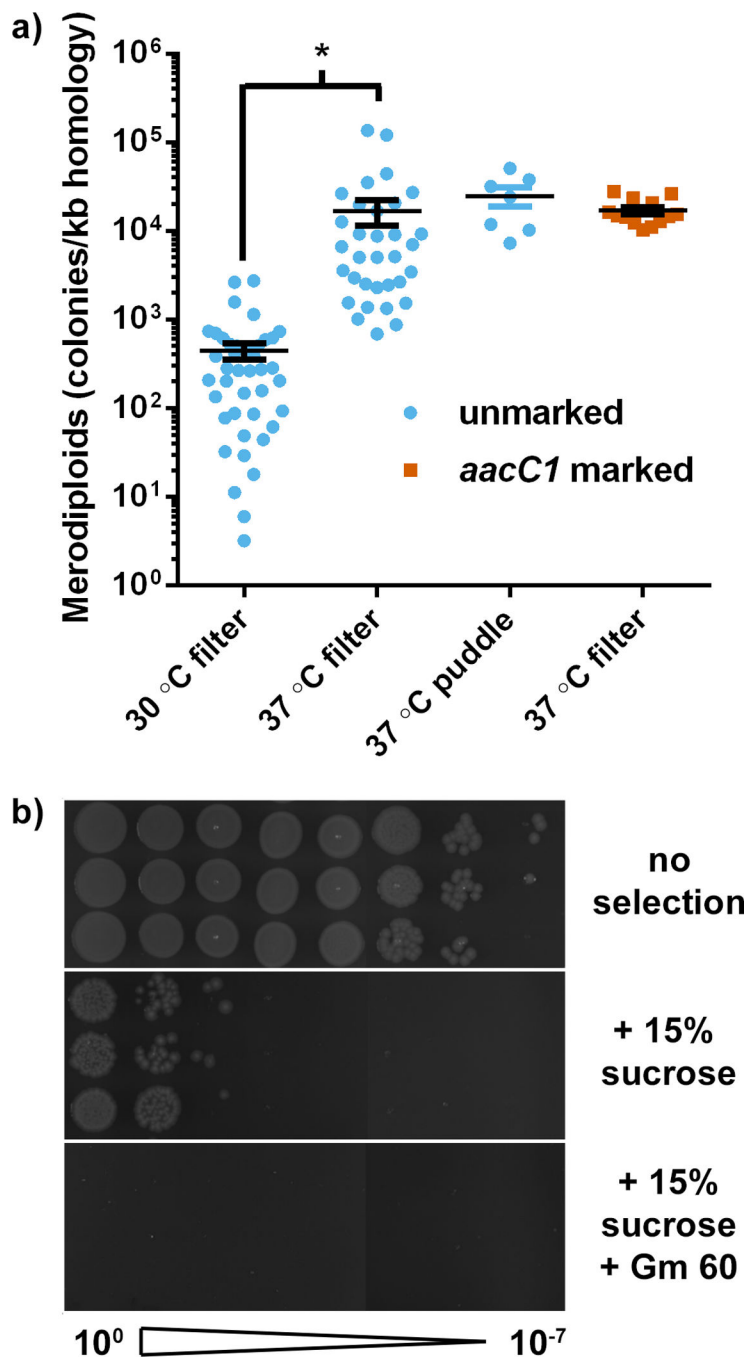 a)
Merodiploids (colonies/kb homology)
10⁶
10⁵
10⁴
10³
10²
10¹
10⁰
*
unmarked
aacC1 marked
30 °C filter
37 °C filter
37 °C puddle
37 °C filter
b)
no
selection
+ 15%
sucrose
+ 15%
sucrose
+ Gm 60
10⁰
10⁻⁷